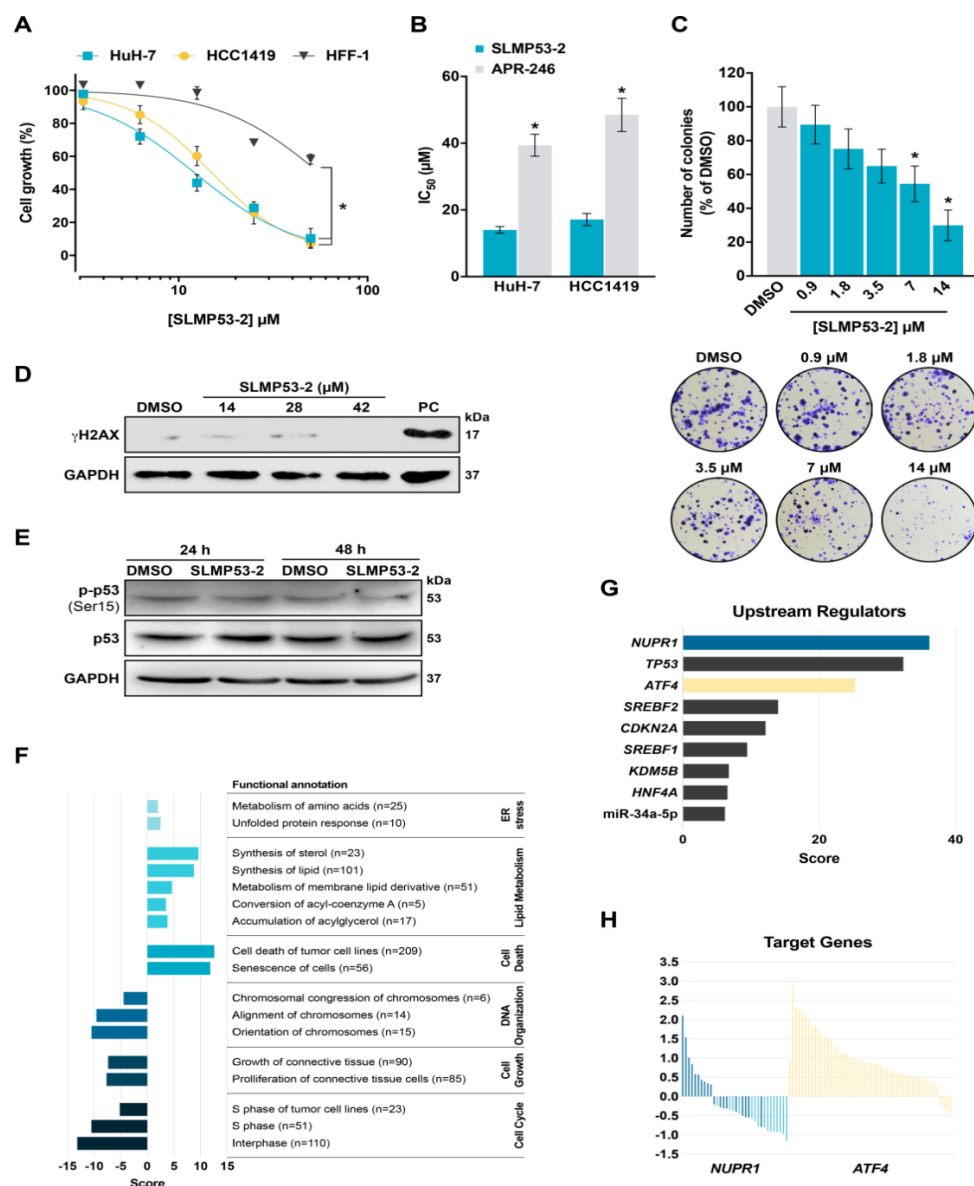 A
HuH-7 HCC1419 HFF-1
Cell growth (%)
100
80
60
40
20
0
10 100
[SLMP53-2] µM
B
SLMP53-2
APR-246
IC50 (µM)
60
40
20
0
* *
HuH-7 HCC1419
C
Number of colonies
(% of DMSO)
120
100
80
60
40
20
0
* *
DMSO 0.9 1.8 3.5 7 14
[SLMP53-2] µM
DMSO 0.9 µM 1.8 µM
3.5 µM 7 µM 14 µM
D
SLMP53-2 (µM)
DMSO 14 28 42 PC
kDa
γH2AX 17
GAPDH 37
E
24 h 48 h
DMSO SLMP53-2 DMSO SLMP53-2
kDa
p-p53
(Ser15) 53
p53 53
GAPDH 37
F
Functional annotation
Metabolism of amino acids (n=25)
Unfolded protein response (n=10)
ER
stress
Synthesis of sterol (n=23)
Synthesis of lipid (n=101)
Metabolism of membrane lipid derivative (n=51)
Conversion of acyl-coenzyme A (n=5)
Accumulation of acylglycerol (n=17)
Lipid Metabolism
Cell death of tumor cell lines (n=209)
Senescence of cells (n=56)
Cell
Death
Chromosomal congression of chromosomes (n=6)
Alignment of chromosomes (n=14)
Orientation of chromosomes (n=15)
DNA
Organization
Growth of connective tissue (n=90)
Prolliferation of connective tissue cells (n=85)
Cell
Growth
S phase of tumor cell lines (n=23)
S phase (n=51)
Interphase (n=110)
Cell Cycle
-15 -10 -5 0 5 10 15
Score
G
Upstream Regulators
NUPR1
TP53
ATF4
SREBF2
CDKN2A
SREBF1
KDM5B
HNF4A
miR-34a-5p
0 20 40
Score
H
Target Genes
3.5
3.0
2.5
2.0
1.5
1.0
0.5
0.0
-0.5
-1.0
-1.5
NUPR1 ATF4